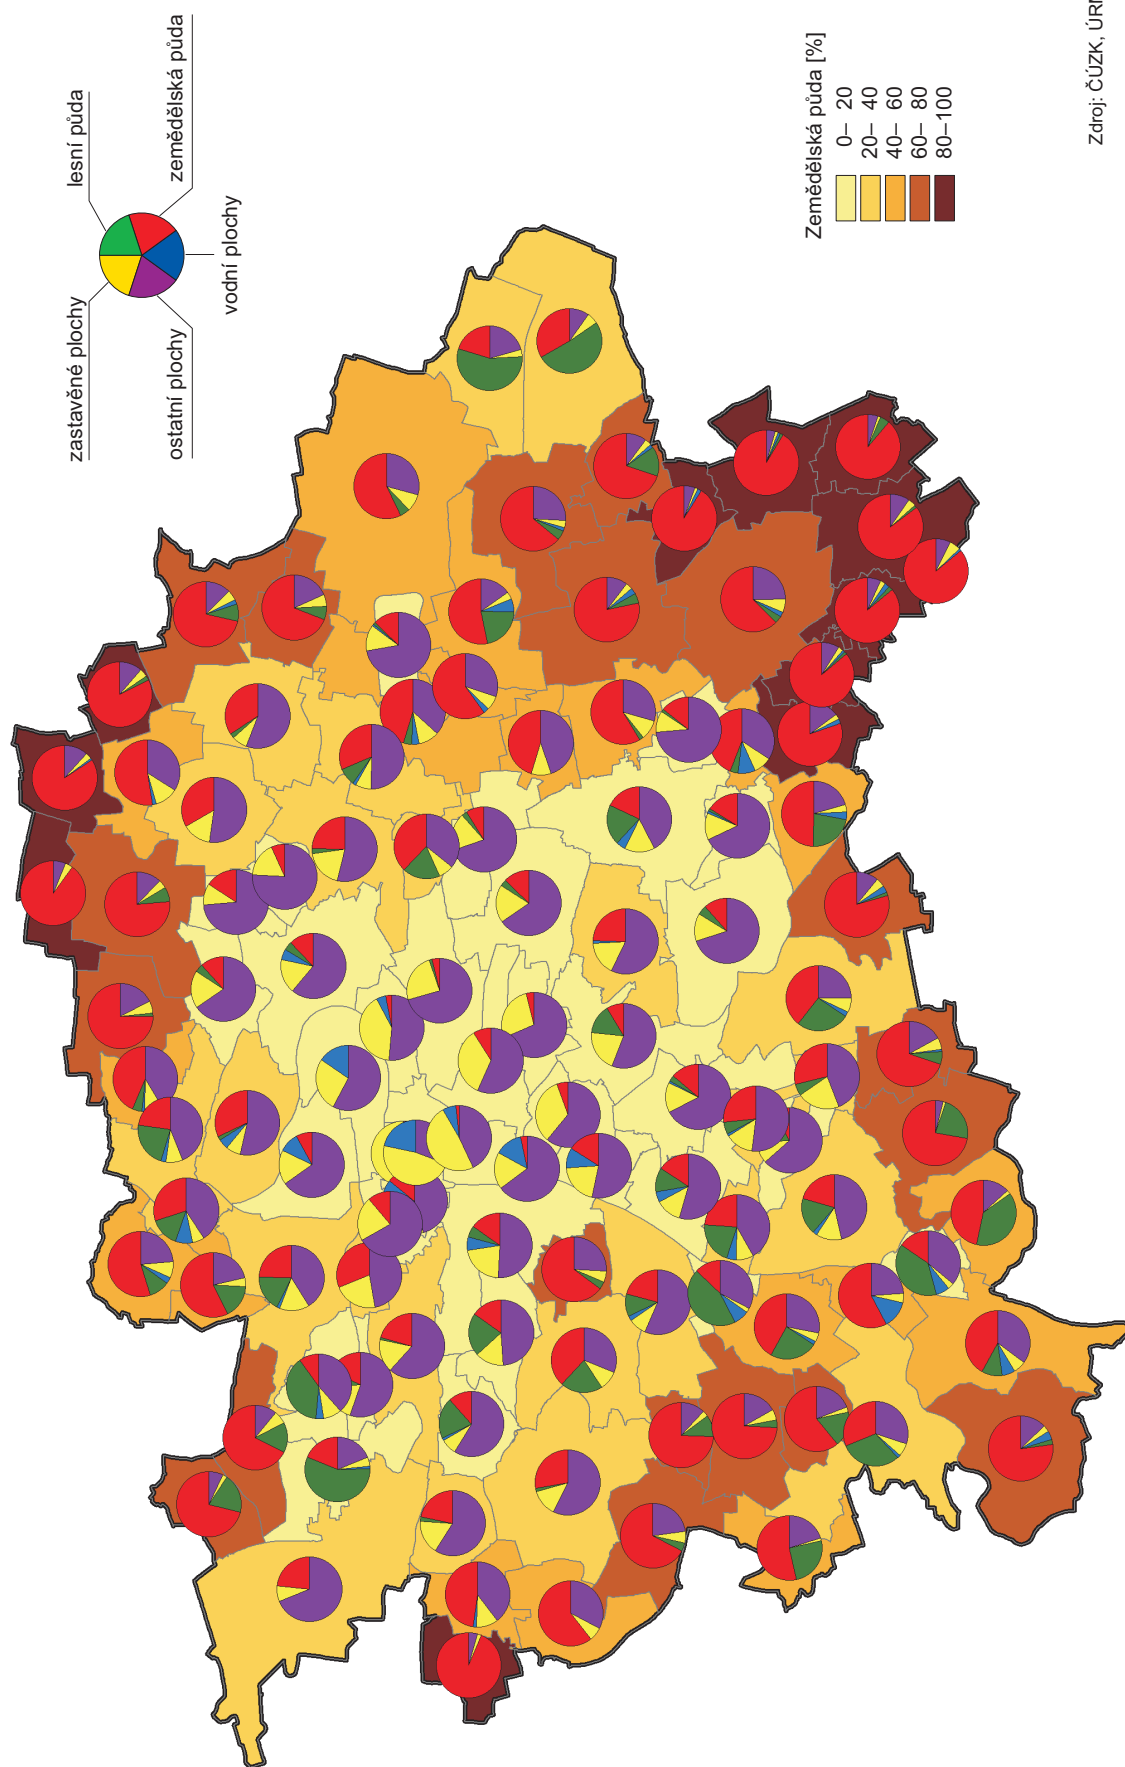 lesní půda
zemědělská půda
vodní plochy
ostatní plochy
zastavěné plochy
Zemědělská půda [%]
0– 20
20– 40
40– 60
60– 80
80–100
Zdroj: ČÚZK, ÚRM